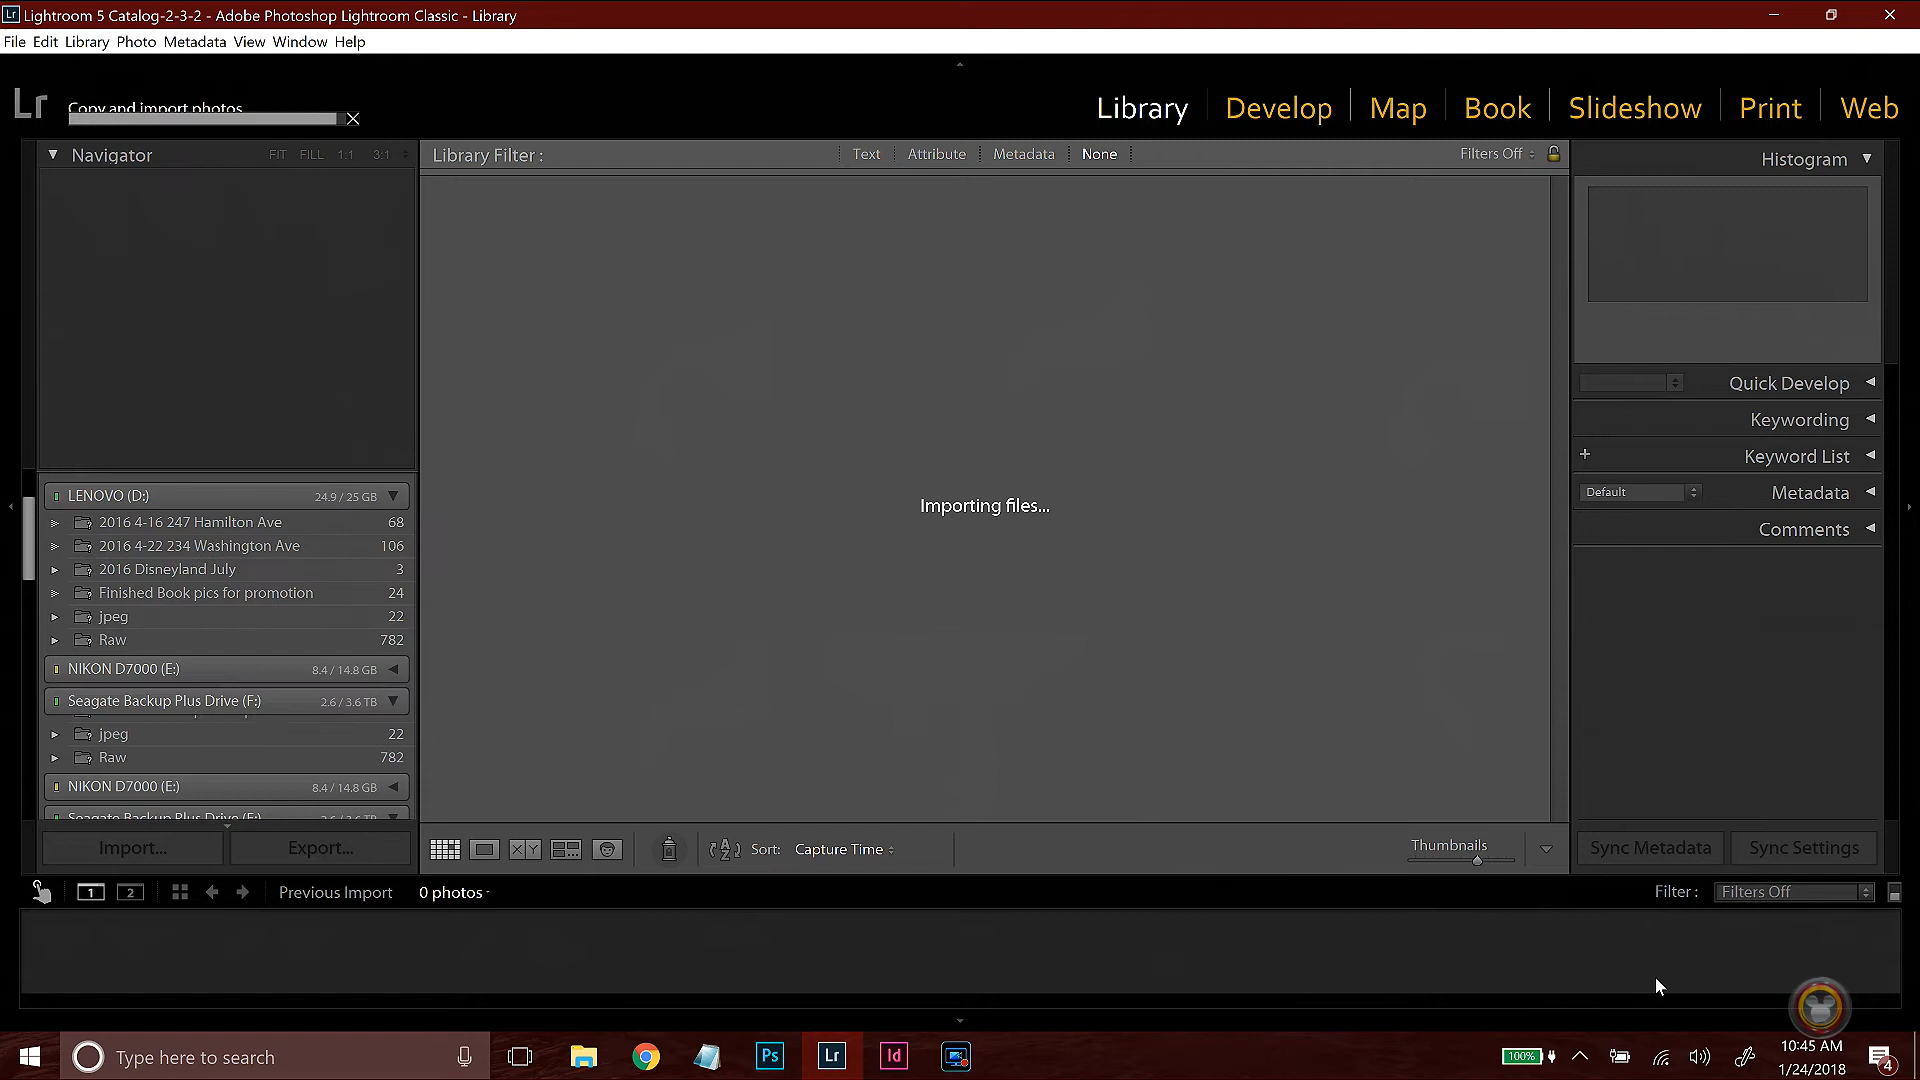 Lightroom 5 Catalog-2-3-2 - Adobe Photoshop Lightroom Classic - Library
File Edit Library Photo Metadata View Window Help
Lr
Copy and import photos
Library Develop Map Book Slideshow Print Web
Navigator FIT FILL 1:1 3:1
Library Filter : Text Attribute Metadata None Filters Off
Histogram
Quick Develop
Keywording
Keyword List
Default Metadata
Comments
Importing files...
LENOVO (D:) 24.9 / 25 GB
2016 4-16 247 Hamilton Ave 68
2016 4-22 234 Washington Ave 106
2016 Disneyland July 3
Finished Book pics for promotion 24
jpeg 22
Raw 782
NIKON D7000 (E:) 8.4 / 14.8 GB
Seagate Backup Plus Drive (F:) 2.6 / 3.6 TB
jpeg 22
Raw 782
NIKON D7000 (E:) 8.4 / 14.8 GB
Import... Export...
XY
Sort: Capture Time
Thumbnails
Sync Metadata Sync Settings
1 2 Previous Import 0 photos
Filter : Filters Off
Type here to search
Ps Lr Id
100%
10:45 AM
1/24/2018
4